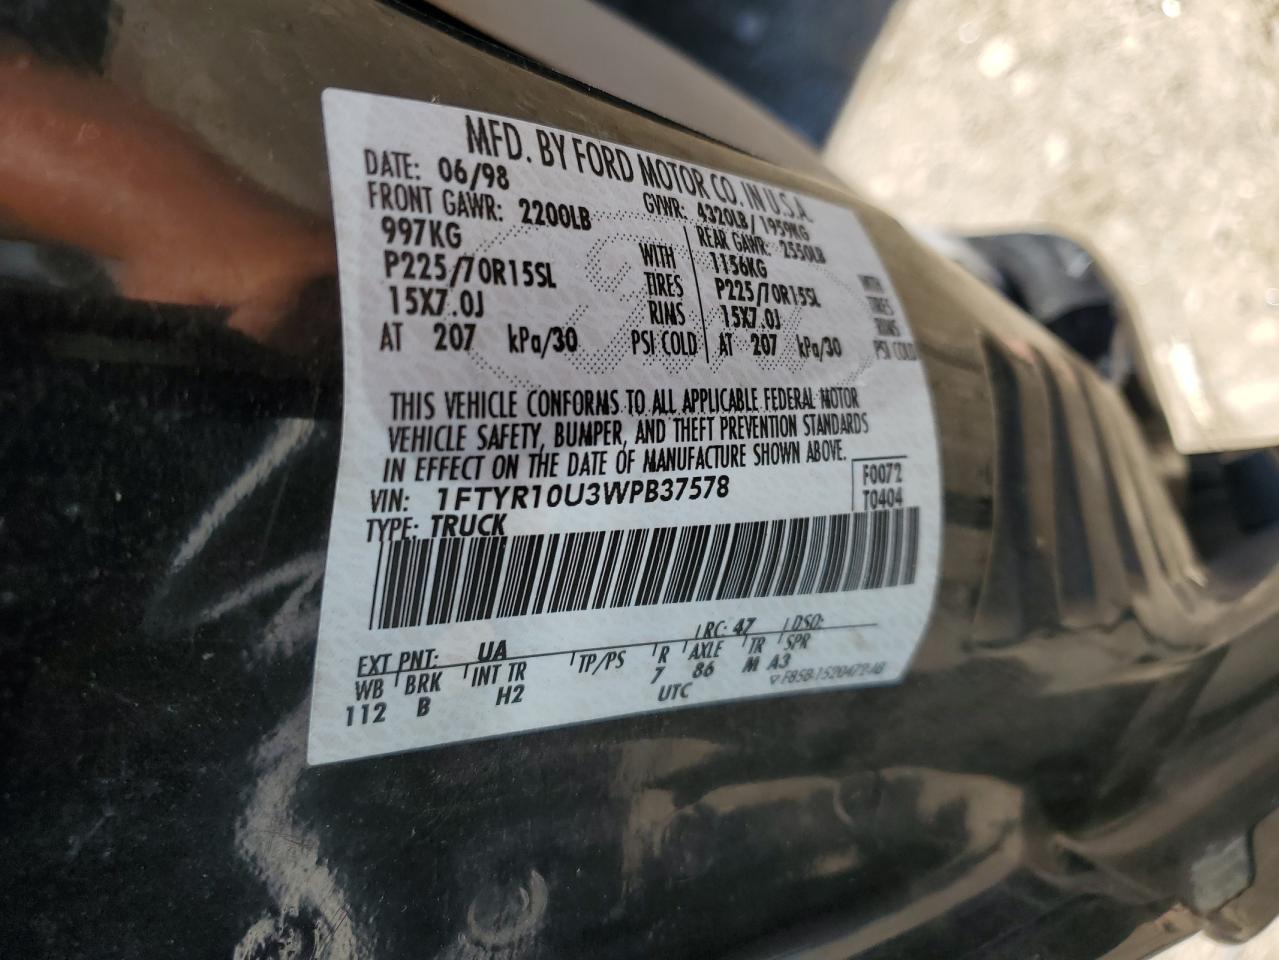 MFD. BY FORD MOTOR CO. IN U.S.A.
DATE: 06/98 GVWR: 4320LB/ 1959KG
FRONT GAWR: 2200LB REAR GAWR: 2550LB
997KG WITH 1156KG WITH
P225/70R15SL TIRES P225/70R15SL TIRES
15X7.0J RIMS 15X7.0J RIMS
AT 207 kPa/30 PSI COLD AT 207 kPa/30 PSI COLD
THIS VEHICLE CONFORMS TO ALL APPLICABLE FEDERAL MOTOR
VEHICLE SAFETY, BUMPER, AND THEFT PREVENTION STANDARDS
IN EFFECT ON THE DATE OF MANUFACTURE SHOWN ABOVE.
VIN: 1FTYR10U3WPB37578 F0072
TYPE: TRUCK T0404
EXT PNT: UA RC: 47 DSO:
WB BRK INT TR TP/PS R AXLE TR SPR
112 B H2 7 86 M A3
UTC